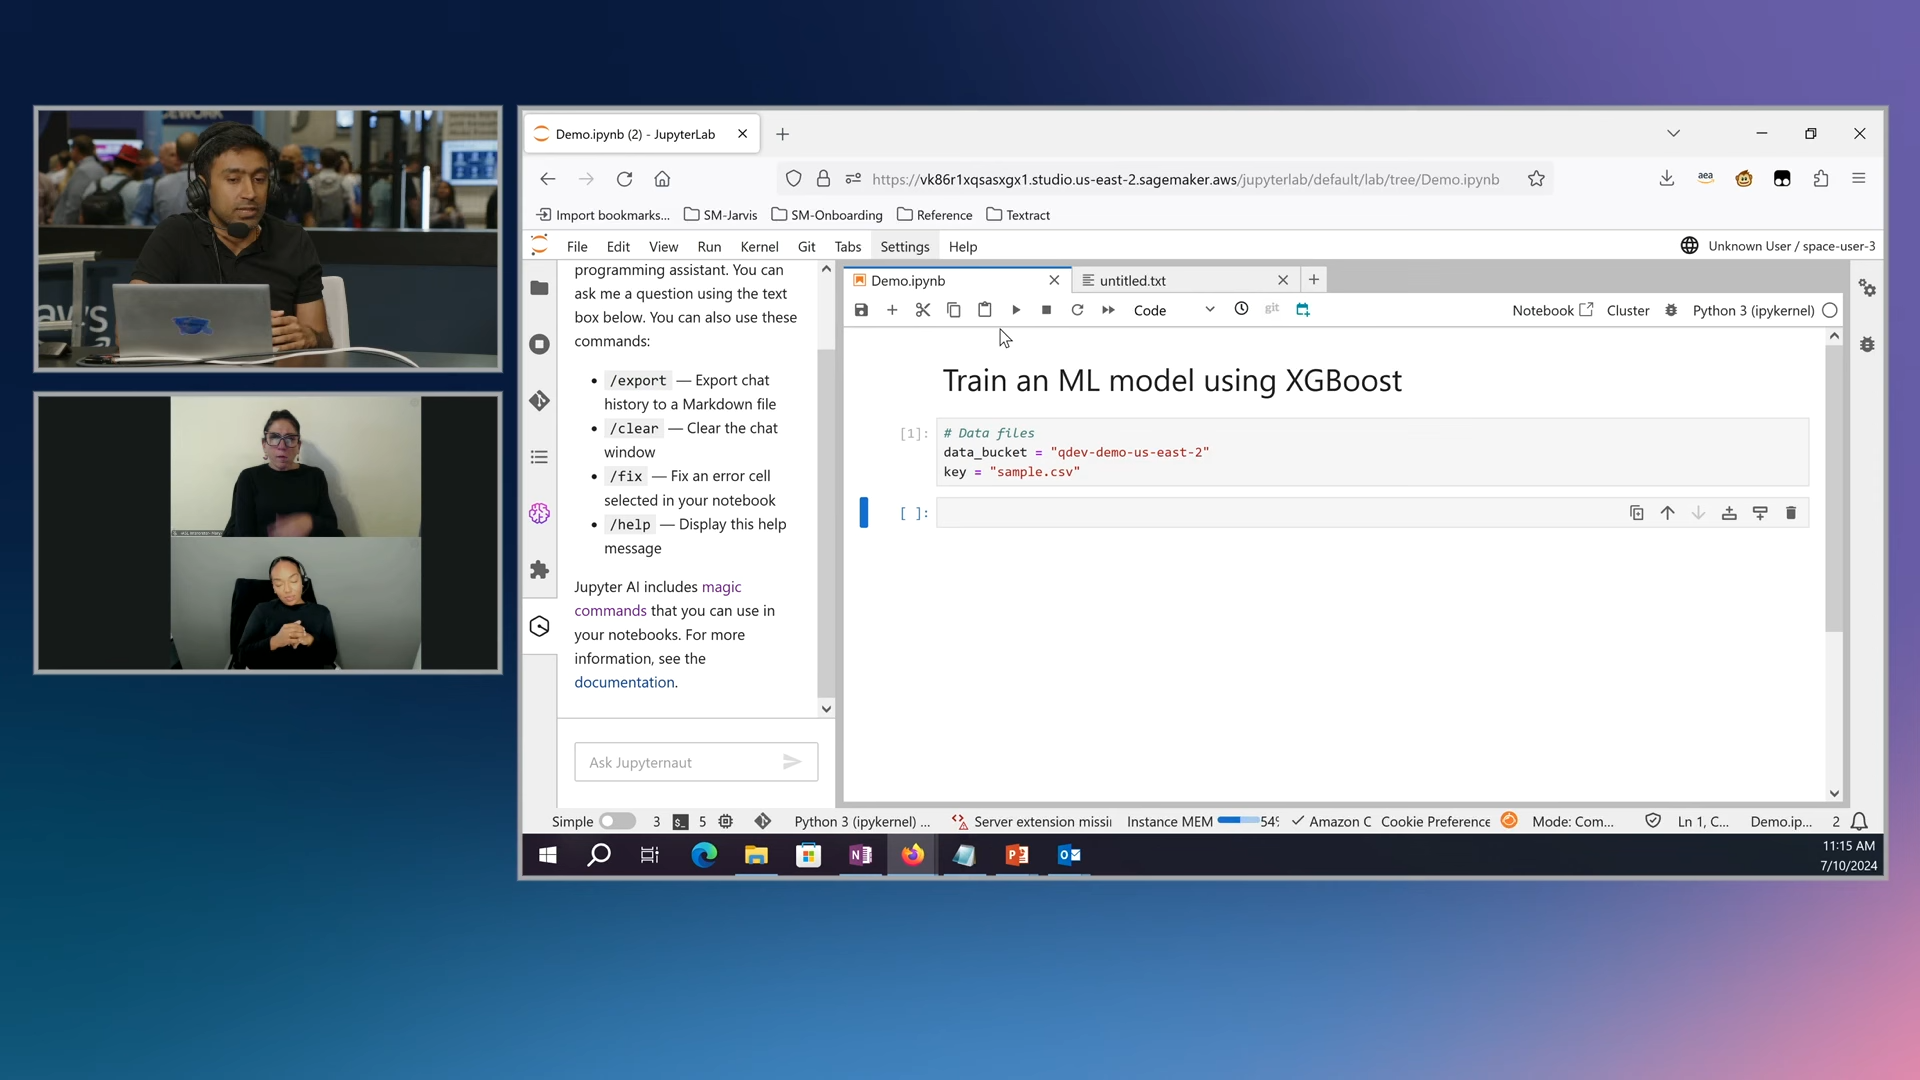 EWORK
aws
Demo.ipynb (2) - JupyterLab
https://vk86r1xqsasxgx1.studio.us-east-2.sagemaker.aws/jupyterlab/default/lab/tree/Demo.ipynb
aea
Import bookmarks... SM-Jarvis SM-Onboarding Reference Textract
File Edit View Run Kernel Git Tabs Settings Help
Unknown User / space-user-3
programming assistant. You can
ask me a question using the text
box below. You can also use these
commands:
• /export — Export chat
history to a Markdown file
• /clear — Clear the chat
window
• /fix — Fix an error cell
selected in your notebook
• /help — Display this help
message
Jupyter AI includes magic
commands that you can use in
your notebooks. For more
information, see the
documentation.
Ask Jupyternaut
Demo.ipynb
untitled.txt
Code
git
Notebook Cluster Python 3 (ipykernel)
Train an ML model using XGBoost
[1]:
# Data files
data_bucket = "qdev-demo-us-east-2"
key = "sample.csv"
[ ]:
Simple 3 $_ 5 Python 3 (ipykernel) ... Server extension missi Instance MEM 54% Amazon C Cookie Preference Mode: Com... Ln 1, C... Demo.ip... 2
11:15 AM
7/10/2024